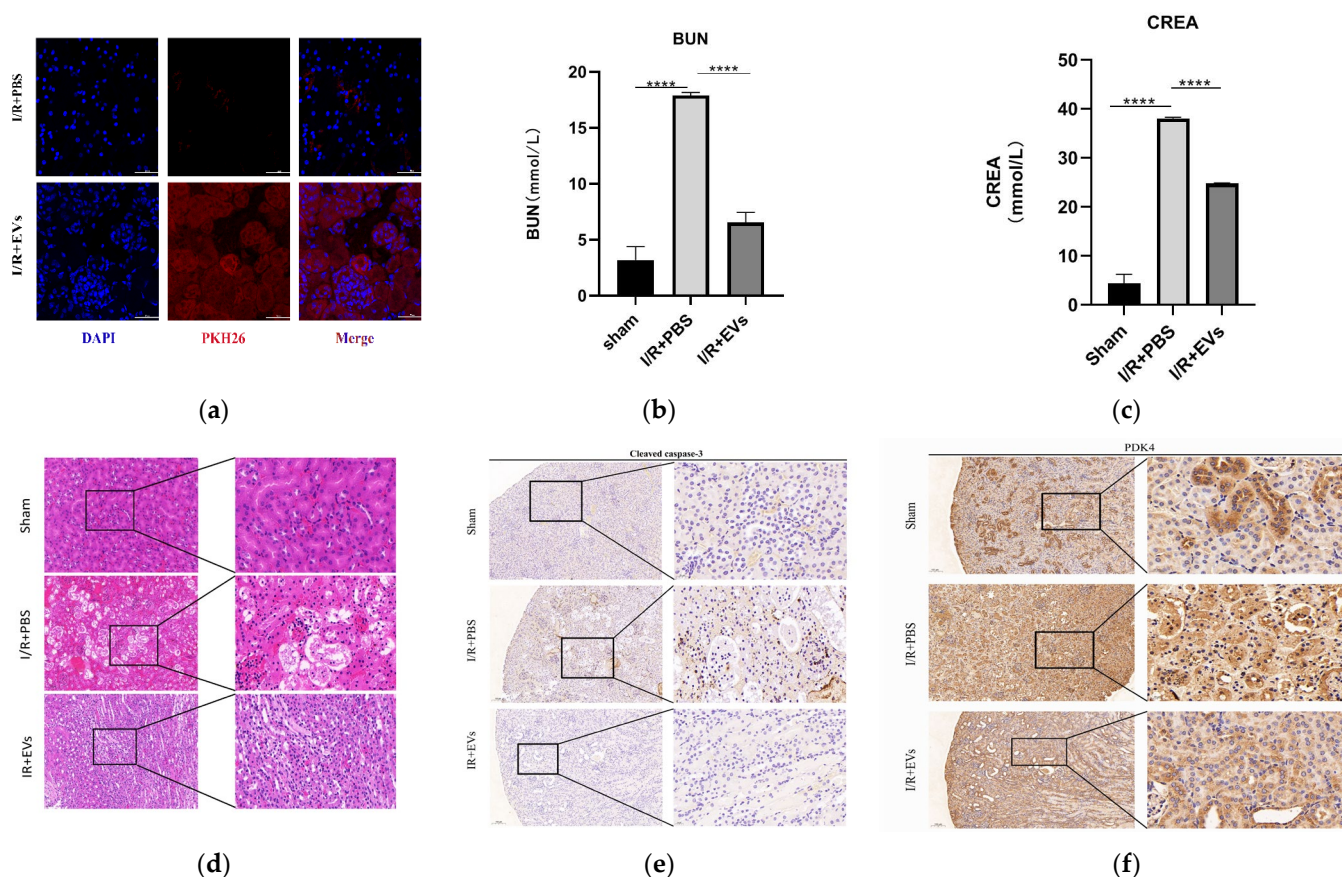 I/R+PBS
I/R+EVs
DAPI
PKH26
Merge
(a)
BUN
BUN(mmol/L)
20
15
10
5
0
****
****
sham
I/R+PBS
I/R+EVs
(b)
CREA
CREA
(mmol/L)
50
40
30
20
10
0
****
****
Sham
I/R+PBS
I/R+EVs
(c)
Sham
I/R+PBS
IR+EVs
(d)
Cleaved caspase-3
Sham
I/R+PBS
IR+EVs
(e)
PDK4
Sham
I/R+PBS
I/R+EVs
(f)